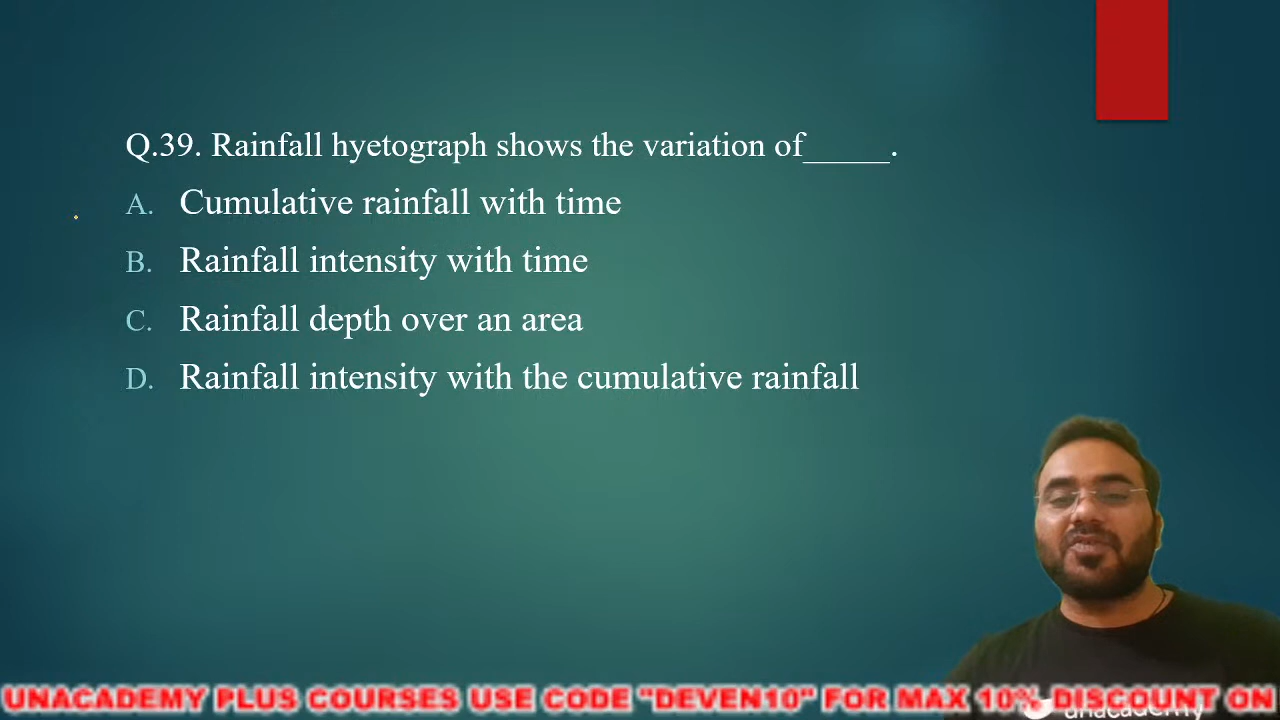 Q.39. Rainfall hyetograph shows the variation of_____.
A. Cumulative rainfall with time
B. Rainfall intensity with time
C. Rainfall depth over an area
D. Rainfall intensity with the cumulative rainfall
UNACADEMY PLUS COURSES USE CODE "DEVEN10" FOR MAX 10% DISCOUNT ON
unacademy